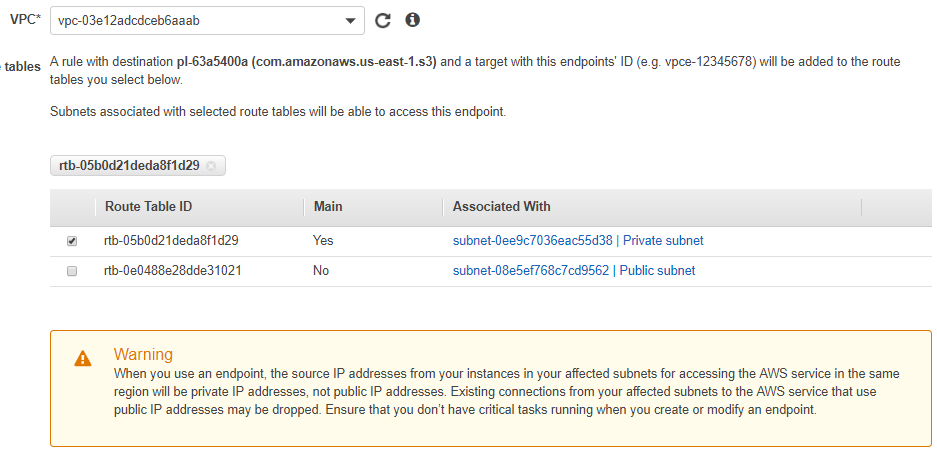 VPC* vpc-03e12adcdceb6aaab
tables A rule with destination pl-63a5400a (com.amazonaws.us-east-1.s3) and a target with this endpoints' ID (e.g. vpce-12345678) will be added to the route
tables you select below.
Subnets associated with selected route tables will be able to access this endpoint.
rtb-05b0d21deda8f1d29
Route Table ID Main Associated With
rtb-05b0d21deda8f1d29 Yes subnet-0ee9c7036eac55d38 | Private subnet
rtb-0e0488e28dde31021 No subnet-08e5ef768c7cd9562 | Public subnet
Warning
When you use an endpoint, the source IP addresses from your instances in your affected subnets for accessing the AWS service in the same
region will be private IP addresses, not public IP addresses. Existing connections from your affected subnets to the AWS service that use
public IP addresses may be dropped. Ensure that you don't have critical tasks running when you create or modify an endpoint.